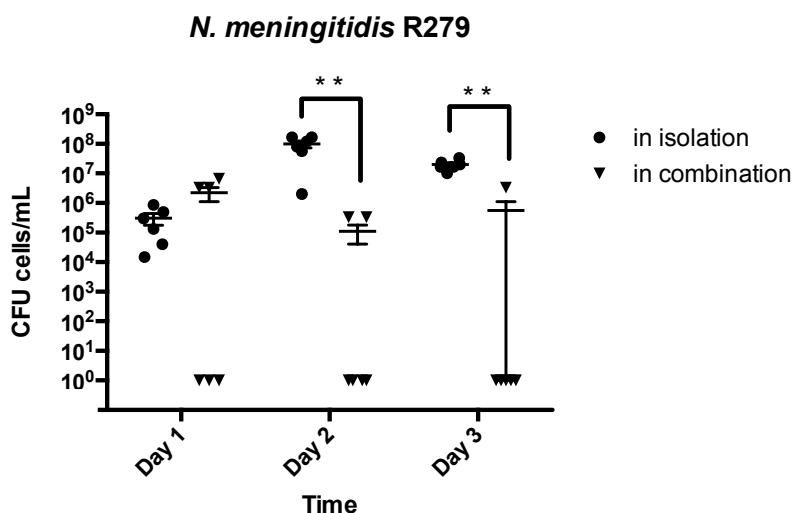 N. meningitidis R279
* *
* *
CFU cells/mL
10⁹
10⁸
10⁷
10⁶
10⁵
10⁴
10³
10²
10¹
10⁰
in isolation
in combination
Day 1
Day 2
Day 3
Time